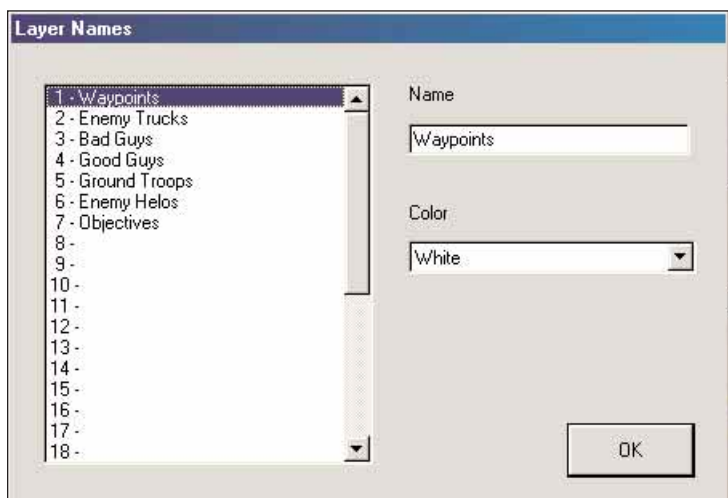 Layer Names
1 - Waypoints
2 - Enemy Trucks
3 - Bad Guys
4 - Good Guys
5 - Ground Troops
6 - Enemy Helos
7 - Objectives
8 -
9 -
10 -
11 -
12 -
13 -
14 -
15 -
16 -
17 -
18 -
Name
Waypoints
Color
White
OK